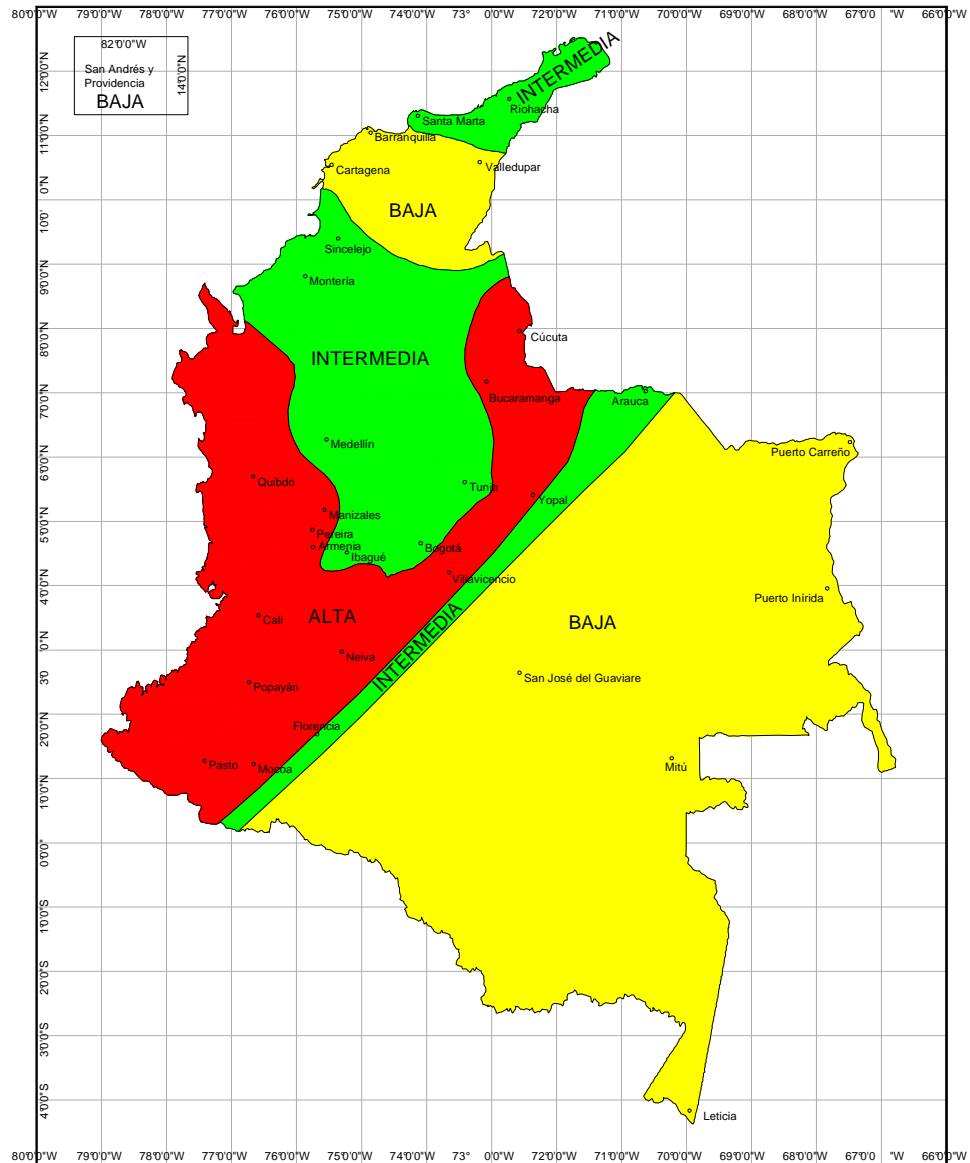 80°0'0"W 79°0'0"W 78°0'0"W 77°0'0"W 76°0'0"W 75°0'0"W 74°0'0"W 73° 0'0"W 72°0'0"W 71°0'0"W 70°0'0"W 69°0'0"W 68°0'0"W 67°0 '0 "W 66°0'0"W
82°0'0"W
14°0'0"N
San Andrés y
Providencia
BAJA
12°0'0"N
INTERMEDIA
Riohacha
Santa Marta
11°0'0"N
Barranquilla
Valledupar
Cartagena
10°0' 0"N
BAJA
Sincelejo
9°0'0"N
Montería
8°0'0"N
Cúcuta
INTERMEDIA
7°0'0"N
Bucaramanga
Arauca
Medellín
Puerto Carreño
6°0'0"N
Quibdó
Tunja
Yopal
Manizales
5°0'0"N
Pereira
Armenia
Bogotá
Ibagué
Villavicencio
4°0'0"N
Puerto Inírida
Cali
ALTA
BAJA
INTERMEDIA
3° 0'0"N
Neiva
San José del Guaviare
Popayán
2°0'0"N
Florencia
Pasto
Mocoa
Mitú
1°0'0"N
0°0'0"
1°0'0"S
2°0'0"S
3°0'0"S
4°0'0"S
Leticia
80°0'0"W 79°0'0"W 78°0'0"W 77°0'0"W 76°0'0"W 75°0'0"W 74°0'0"W 73° 0'0"W 72°0'0"W 71°0'0"W 70°0'0"W 69°0'0"W 68°0'0"W 67°0 '0 "W 66°0'0"W